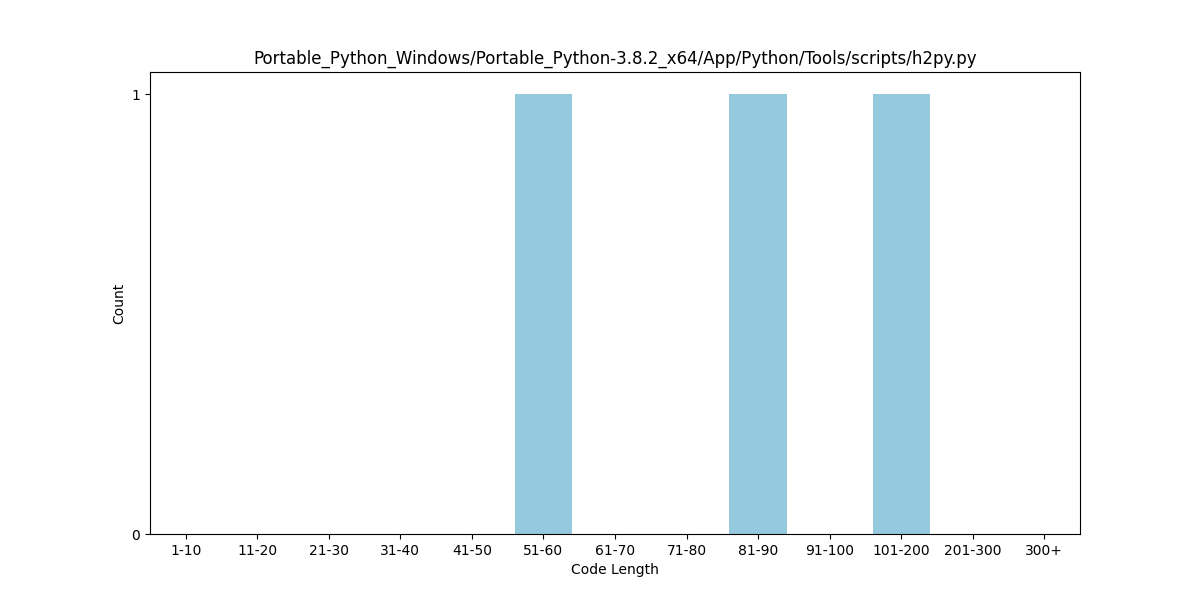 Portable_Python_Windows/Portable_Python-3.8.2_x64/App/Python/Tools/scripts/h2py.py
1
Count
0
1-10 11-20 21-30 31-40 41-50 51-60 61-70 71-80 81-90 91-100 101-200 201-300 300+
Code Length